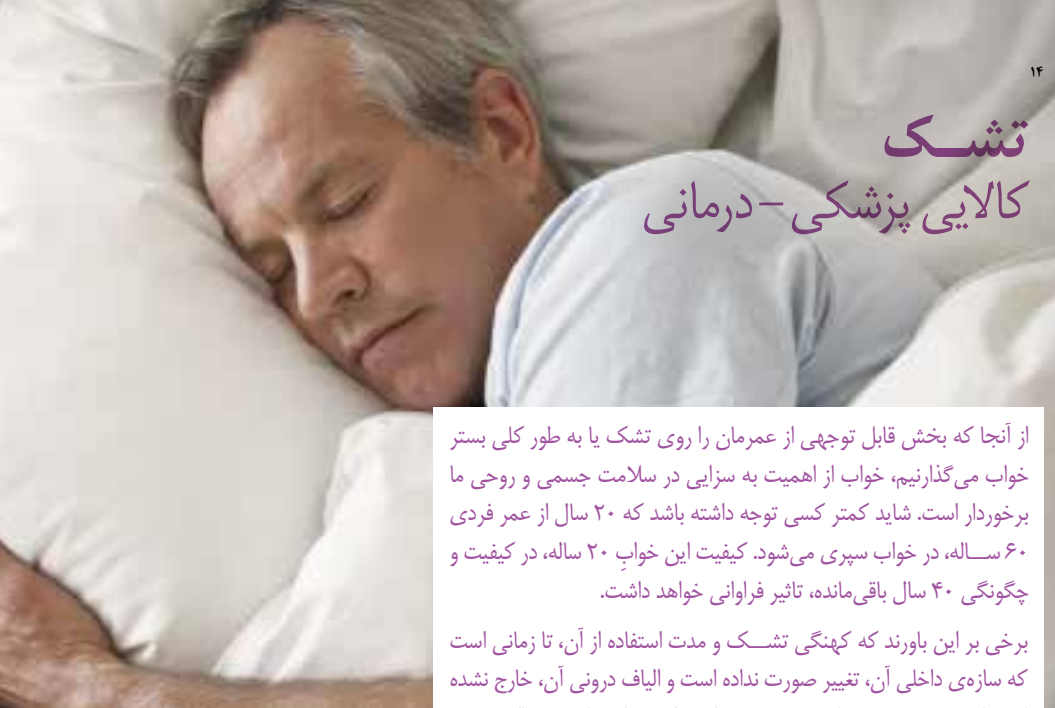 ۱۴
تشـــک
کالایی پزشکی-درمانی
از آنجا که بخش قابل توجهی از عمرمان را روی تشک یا به طور کلی بستر
خواب می‌گذارنیم، خواب از اهمیت به سزایی در سلامت جسمی و روحی ما
برخوردار است. شاید کمتر کسی توجه داشته باشد که ۲۰ سال از عمر فردی
۶۰ ســاله، در خواب سپری می‌شود. کیفیت این خوابِ ۲۰ ساله، در کیفیت و
چگونگی ۴۰ سال باقی‌مانده، تاثیر فراوانی خواهد داشت.
برخی بر این باورند که کهنگی تشــک و مدت استفاده از آن، تا زمانی است
که سازه‌ی داخلی آن، تغییر صورت نداده است و الیاف درونی آن، خارج نشده